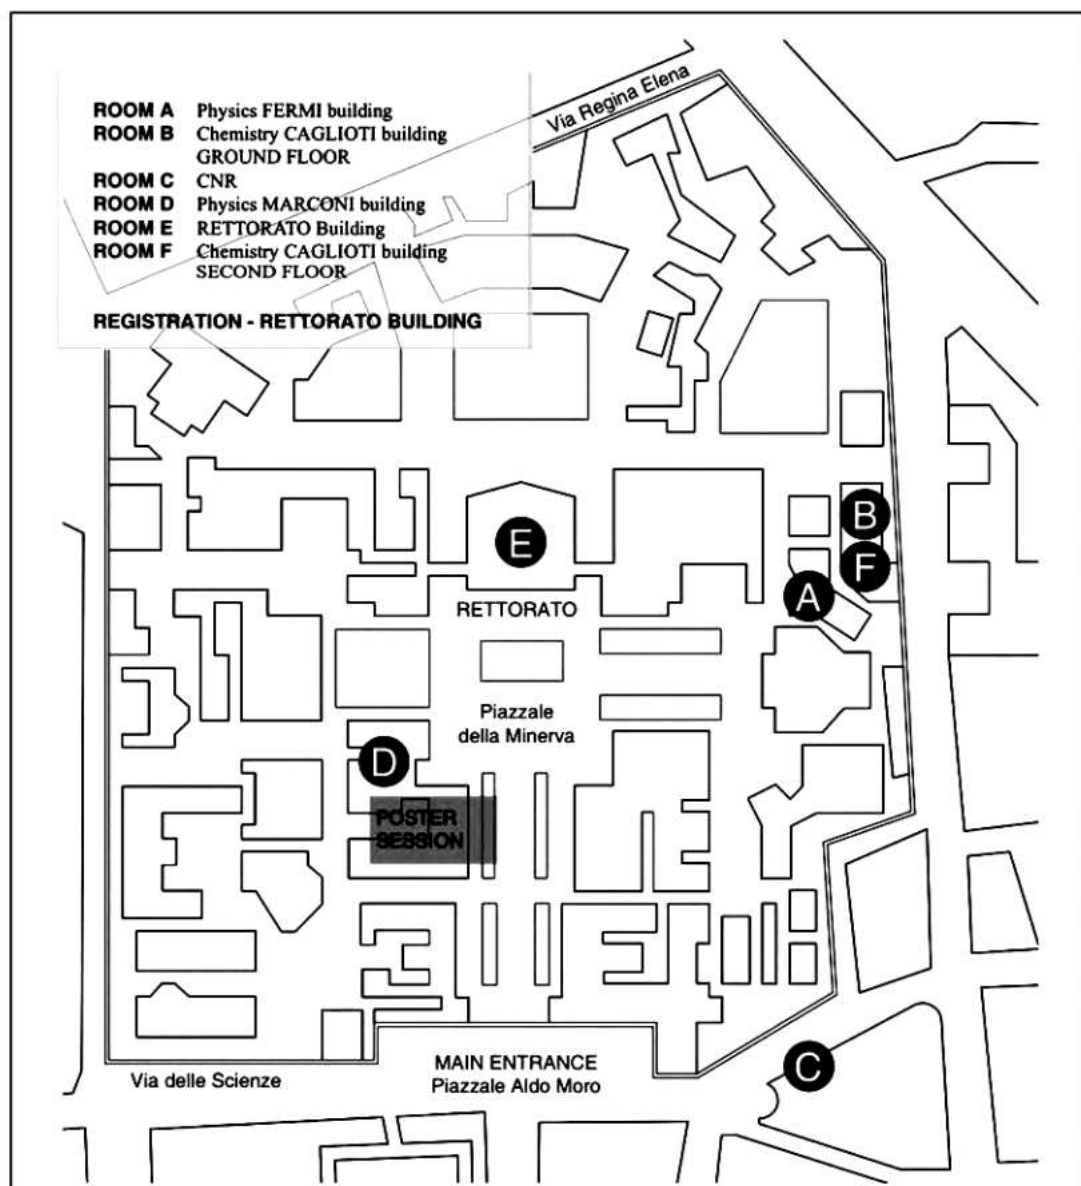 Via Regina Elena
ROOM A Physics FERMI building
ROOM B Chemistry CAGLIOTI building
GROUND FLOOR
ROOM C CNR
ROOM D Physics MARCONI building
ROOM E RETTORATO Building
ROOM F Chemistry CAGLIOTI building
SECOND FLOOR
REGISTRATION - RETTORATO BUILDING
B
E
F
A
RETTORATO
Piazzale
della Minerva
D
POSTER
SESSION
MAIN ENTRANCE
Piazzale Aldo Moro
Via delle Scienze
C